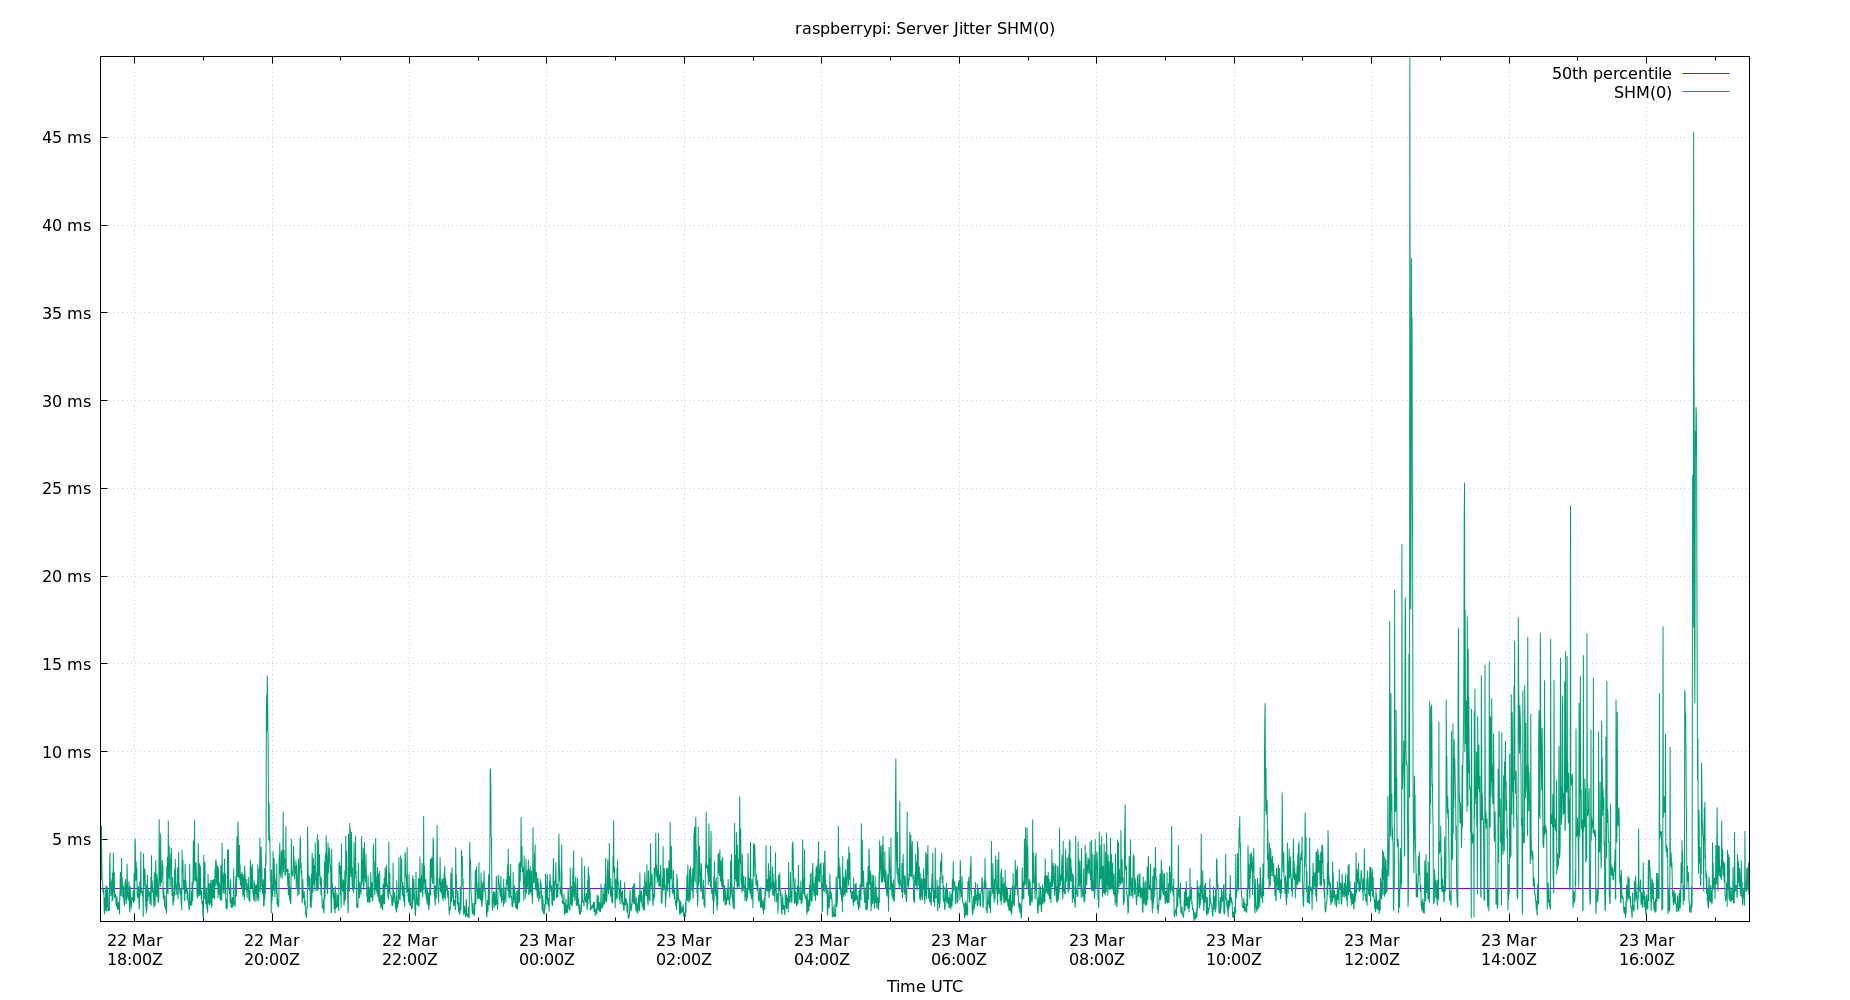 raspberrypi: Server Jitter SHM(0)
50th percentile
SHM(0)
45 ms
40 ms
35 ms
30 ms
25 ms
20 ms
15 ms
10 ms
5 ms
22 Mar 22 Mar 22 Mar 23 Mar 23 Mar 23 Mar 23 Mar 23 Mar 23 Mar 23 Mar 23 Mar 23 Mar
18:00Z 20:00Z 22:00Z 00:00Z 02:00Z 04:00Z 06:00Z 08:00Z 10:00Z 12:00Z 14:00Z 16:00Z
Time UTC